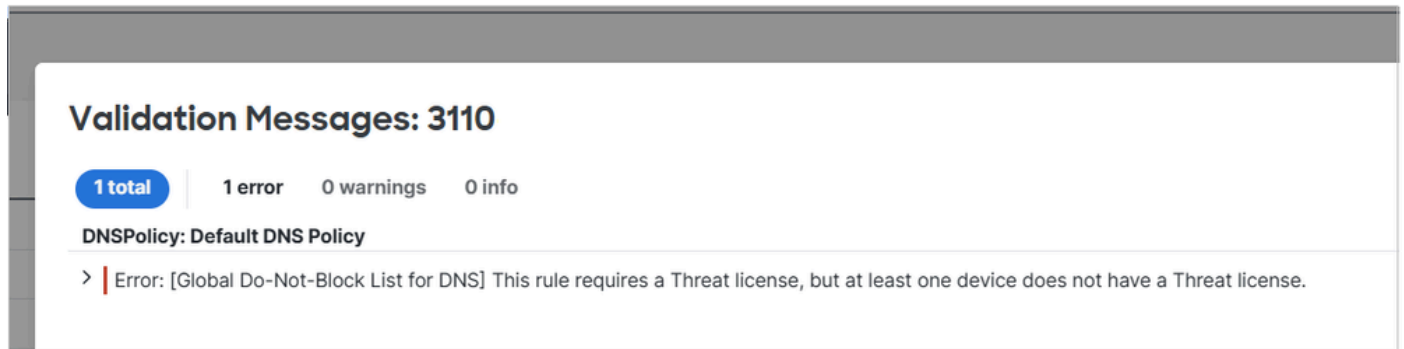 Validation Messages: 3110
1 total 1 error 0 warnings 0 info
DNSPolicy: Default DNS Policy
Error: [Global Do-Not-Block List for DNS] This rule requires a Threat license, but at least one device does not have a Threat license.